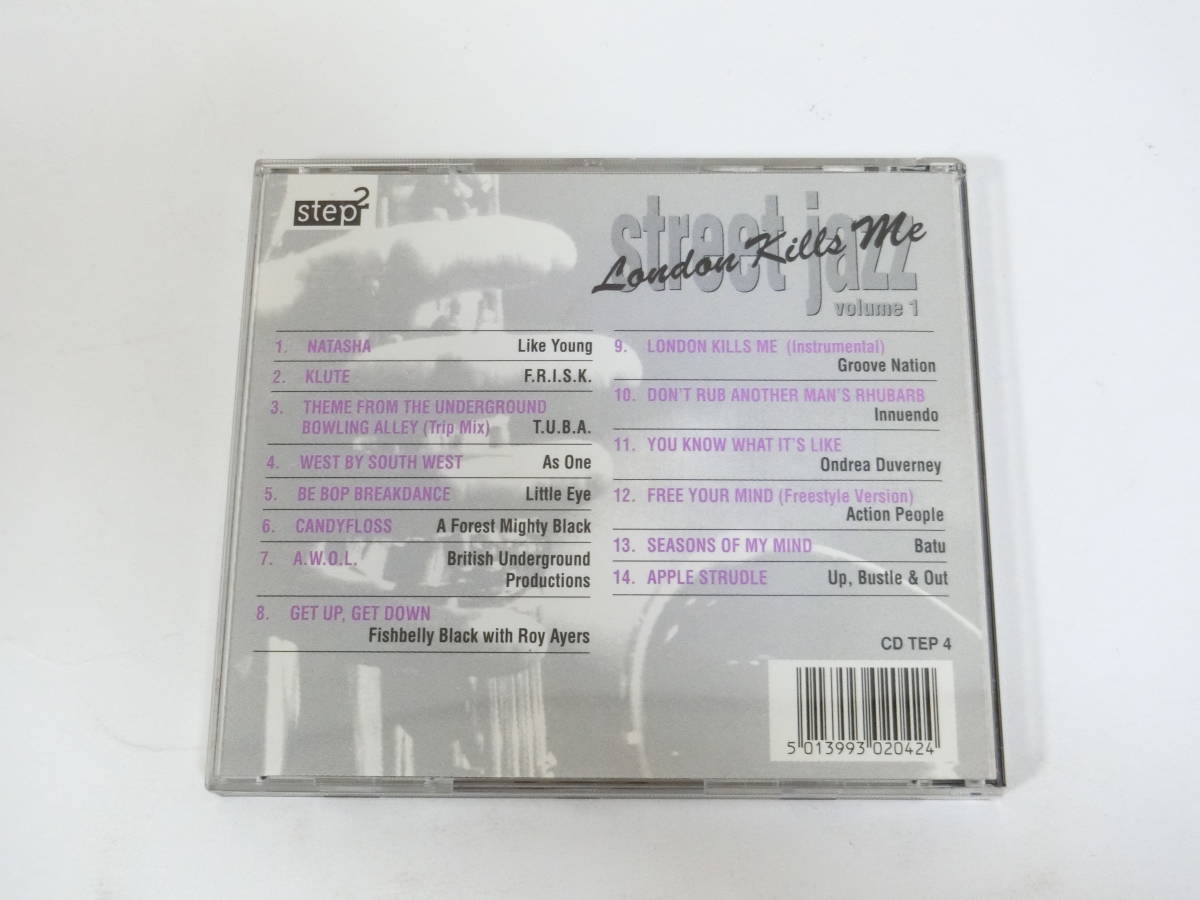 step2
street jazz
London Kills Me
volume 1
1. NATASHA Like Young
2. KLUTE F.R.I.S.K.
3. THEME FROM THE UNDERGROUND
BOWLING ALLEY (Trip Mix) T.U.B.A.
4. WEST BY SOUTH WEST As One
5. BE BOP BREAKDANCE Little Eye
6. CANDYFLOSS A Forest Mighty Black
7. A.W.O.L. British Underground
Productions
8. GET UP, GET DOWN
Fishbelly Black with Roy Ayers
9. LONDON KILLS ME (Instrumental)
Groove Nation
10. DON'T RUB ANOTHER MAN'S RHUBARB
Innuendo
11. YOU KNOW WHAT IT'S LIKE
Ondrea Duverney
12. FREE YOUR MIND (Freestyle Version)
Action People
13. SEASONS OF MY MIND Batu
14. APPLE STRUDLE Up, Bustle & Out
CD TEP 4
5 013993 020424